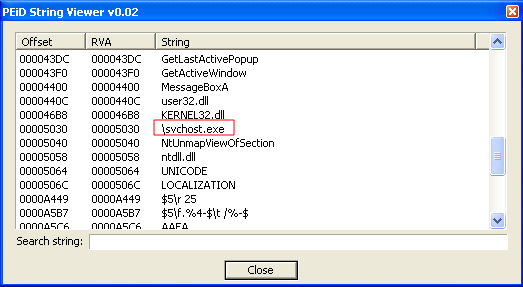 PEiD String Viewer v0.02
Offset RVA String
000043DC 000043DC GetLastActivePopup
000043F0 000043F0 GetActiveWindow
00004400 00004400 MessageBoxA
0000440C 0000440C user32.dll
000046B8 000046B8 KERNEL32.dll
00005030 00005030 \svchost.exe
00005040 00005040 NtUnmapViewOfSection
00005058 00005058 ntdll.dll
00005064 00005064 UNICODE
0000506C 0000506C LOCALIZATION
0000A449 0000A449 $5\r 25
0000A5B7 0000A5B7 $5\f.%4-$\t /%-$
0000A5C6 0000A5C6 AAEA
Search string:
Close